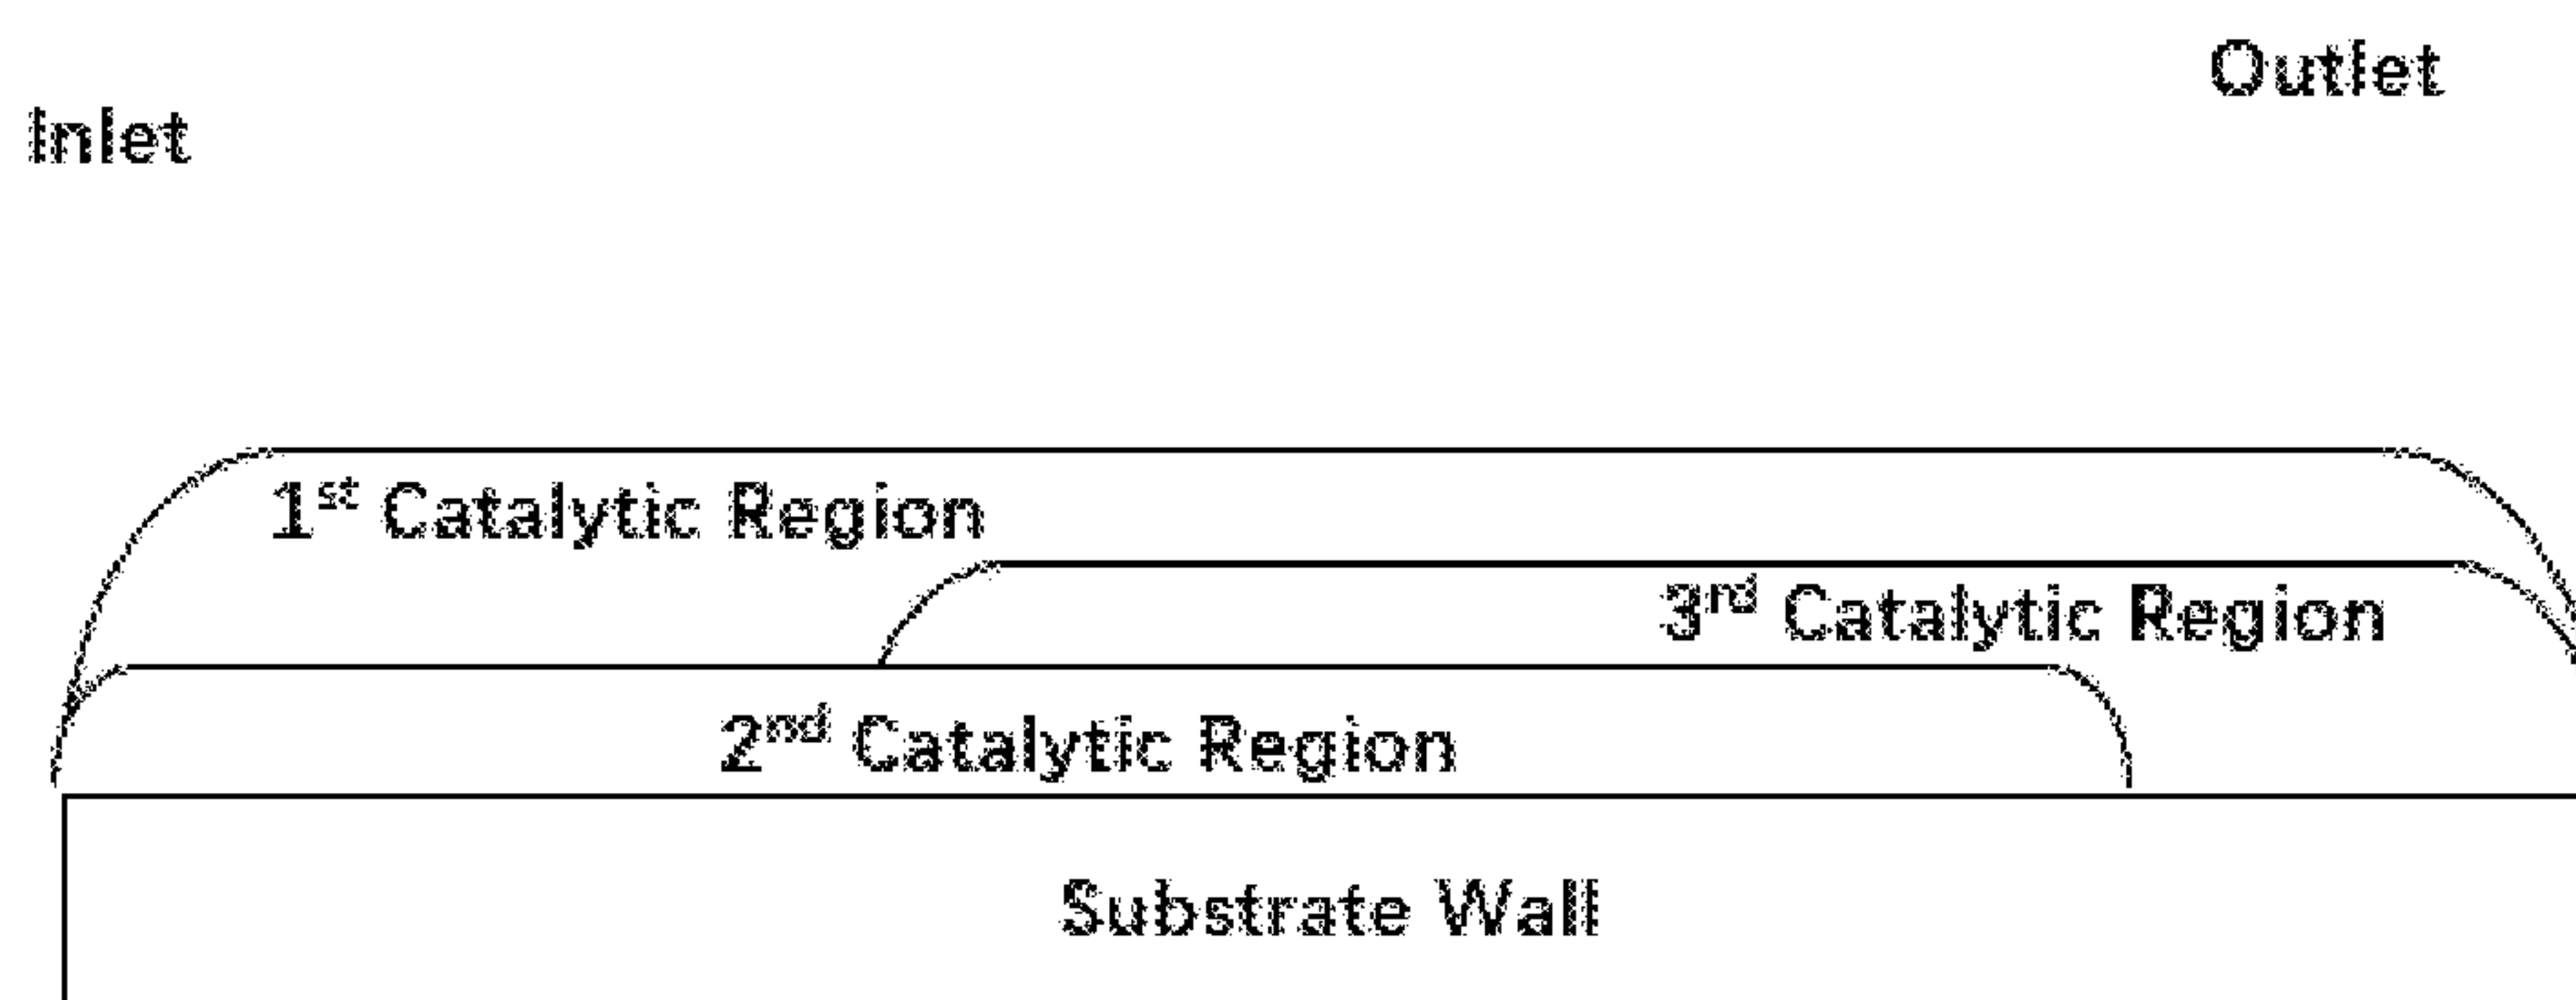 Outlet
Inlet
1st Catalytic Region
3rd Catalytic Region
2nd Catalytic Region
Substrate Wall